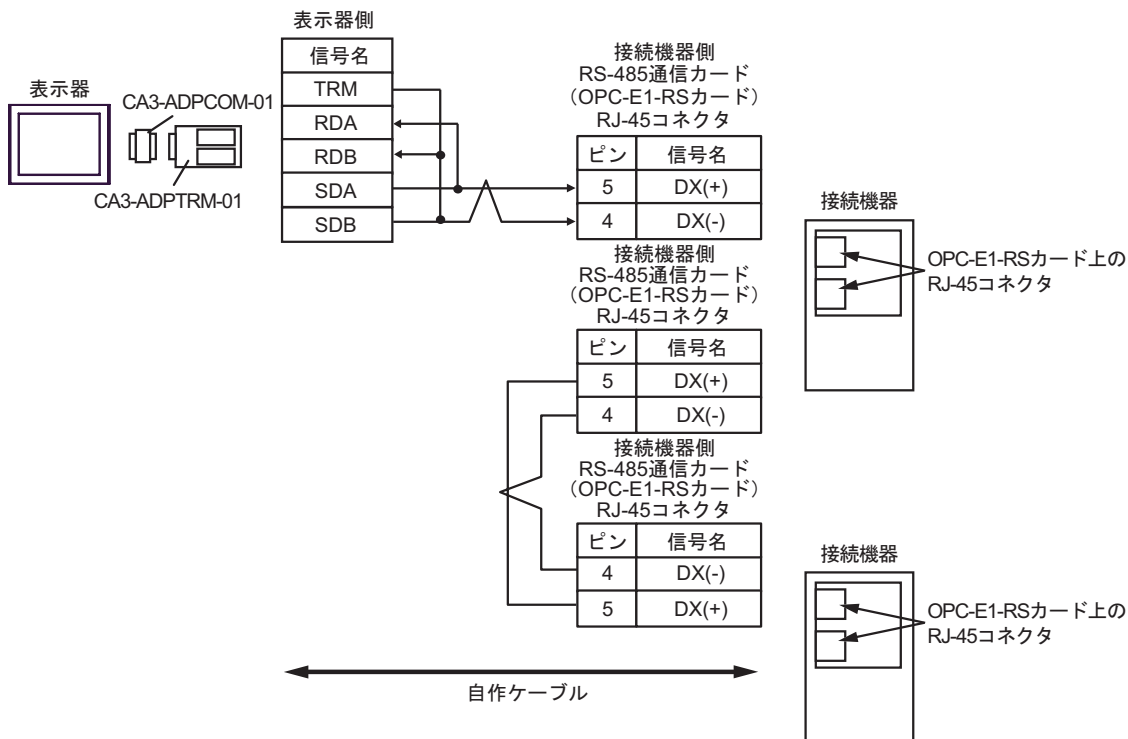 表示器
CA3-ADPCOM-01
CA3-ADPTRM-01
表示器側
信号名
TRM
RDA
RDB
SDA
SDB
接続機器側
RS-485通信カード
(OPC-E1-RSカード)
RJ-45コネクタ
ピン 信号名
5 DX(+)
4 DX(-)
接続機器側
RS-485通信カード
(OPC-E1-RSカード)
RJ-45コネクタ
ピン 信号名
5 DX(+)
4 DX(-)
接続機器側
RS-485通信カード
(OPC-E1-RSカード)
RJ-45コネクタ
ピン 信号名
4 DX(-)
5 DX(+)
自作ケーブル
接続機器
OPC-E1-RSカード上の
RJ-45コネクタ
接続機器
OPC-E1-RSカード上の
RJ-45コネクタ